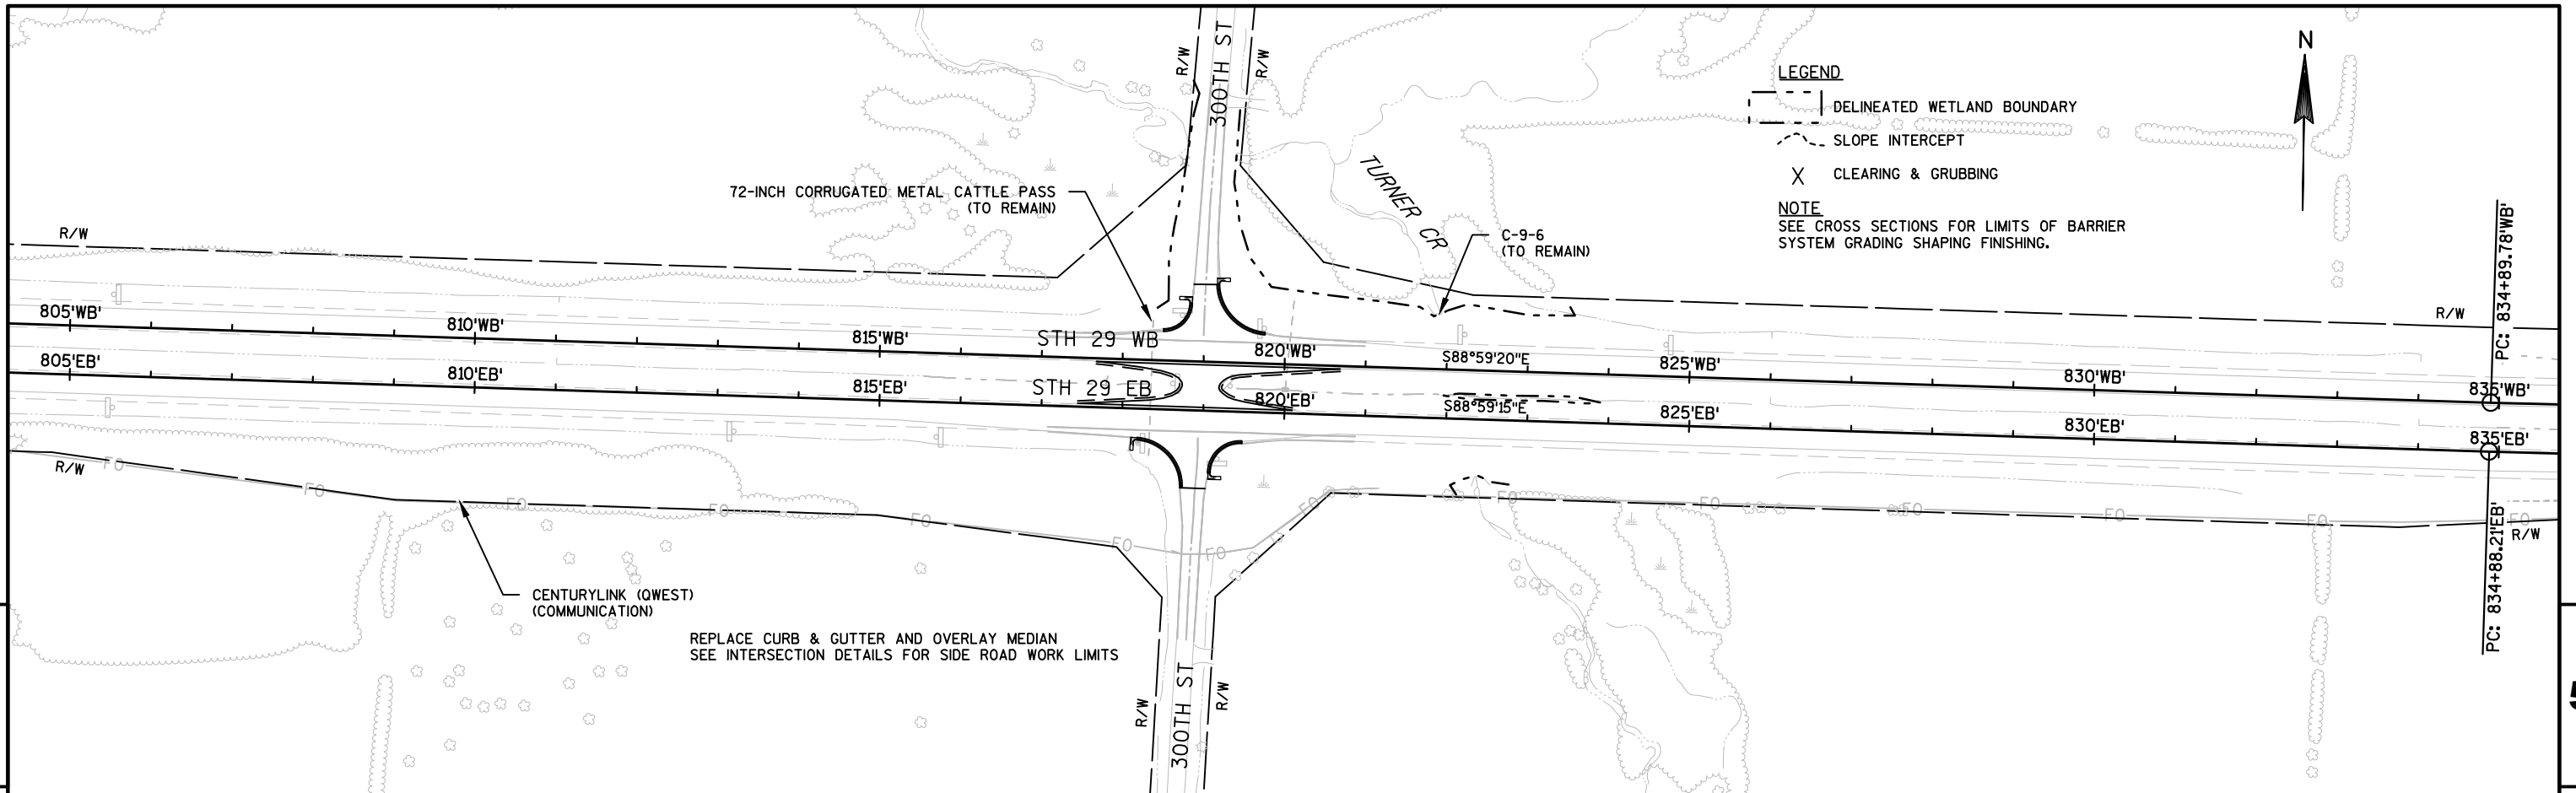 300TH ST
R/W
R/W
N
LEGEND
DELINEATED WETLAND BOUNDARY
SLOPE INTERCEPT
X CLEARING & GRUBBING
NOTE
SEE CROSS SECTIONS FOR LIMITS OF BARRIER
SYSTEM GRADING SHAPING FINISHING.
72-INCH CORRUGATED METAL CATTLE PASS
(TO REMAIN)
TURNER CR
C-9-6
(TO REMAIN)
R/W
R/W
PC: 834+89.78'WB'
805'WB'
810'WB'
815'WB'
STH 29 WB
820'WB'
S88°59'20"E
825'WB'
830'WB'
835'WB'
805'EB'
810'EB'
815'EB'
STH 29 EB
820'EB'
S88°59'15"E
825'EB'
830'EB'
835'EB'
PC: 834+88.21'EB'
R/W
R/W
FO
FO
FO
FO
FO
FO
FO
FO
FO
FO
FO
FO
FO
FO
CENTURYLINK (QWEST)
(COMMUNICATION)
REPLACE CURB & GUTTER AND OVERLAY MEDIAN
SEE INTERSECTION DETAILS FOR SIDE ROAD WORK LIMITS
R/W
300TH ST
R/W